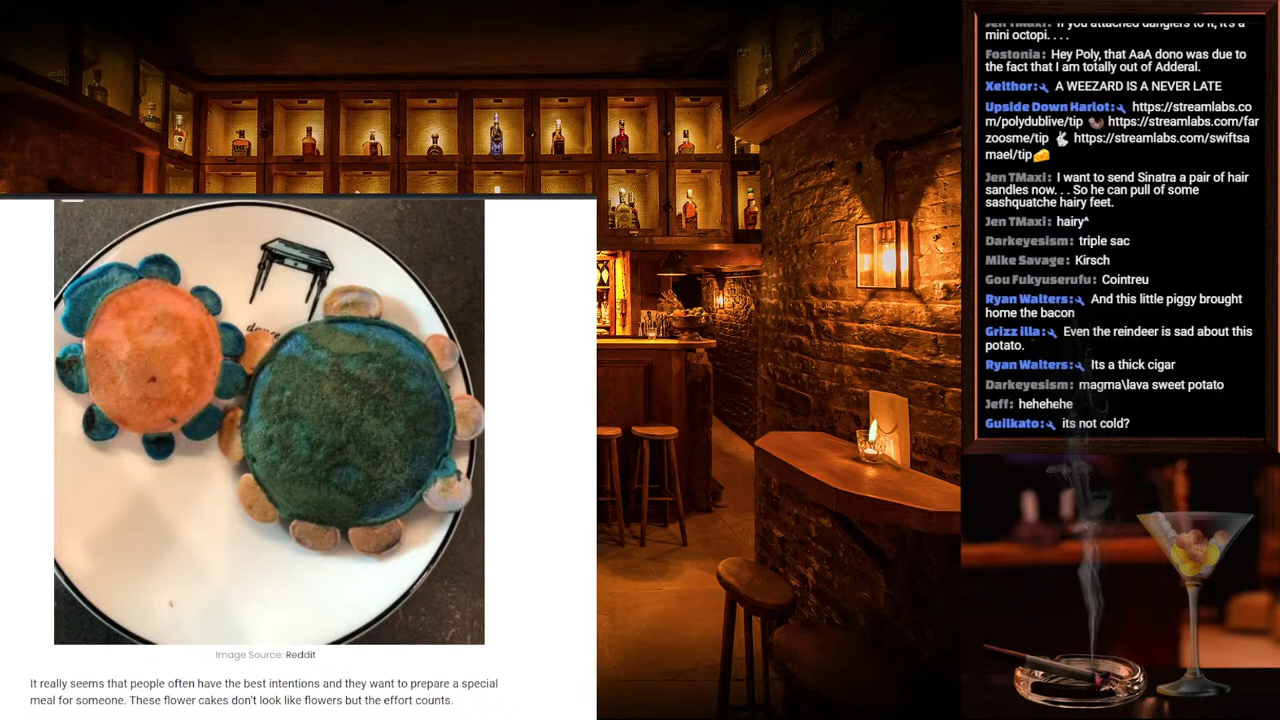 Image Source: Reddit
It really seems that people often have the best intentions and they want to prepare a special
meal for someone. These flower cakes don't look like flowers but the effort counts.
Jen TMaxi: If you attached danglers to it, it's a
mini octopi. . . .
Fostonia: Hey Poly, that AaA dono was due to
the fact that I am totally out of Adderal.
Xelthor: A WEEZARD IS A NEVER LATE
Upside Down Harlot: https://streamlabs.co
m/polydublive/tip https://streamlabs.com/far
zoosme/tip https://streamlabs.com/swiftsa
mael/tip
Jen TMaxi: I want to send Sinatra a pair of hair
sandles now. . . So he can pull of some
sashquatche hairy feet.
Jen TMaxi: hairy^
Darkeyesism: triple sac
Mike Savage: Kirsch
Gou Fukyuserufu: Cointreu
Ryan Walters: And this little piggy brought
home the bacon
Grizz illa: Even the reindeer is sad about this
potato.
Ryan Walters: Its a thick cigar
Darkeyesism: magma\lava sweet potato
Jeff: hehehehe
Guilkato: its not cold?